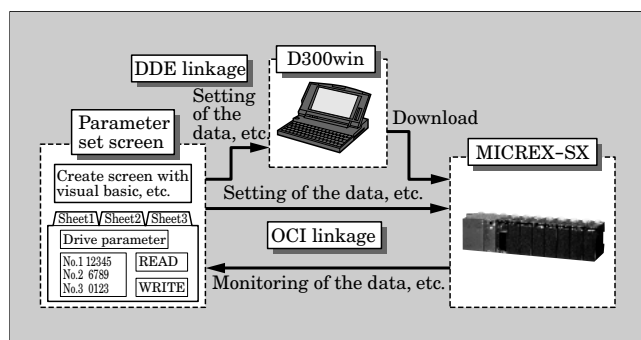 D300win
DDE linkage
Setting
of the
data, etc.
Download
Parameter
set screen
MICREX-SX
Create screen with
visual basic, etc.
Setting of the data, etc.
Sheet1 Sheet2 Sheet3
Drive parameter
OCI linkage
No.1 12345
No.2 6789
No.3 0123
READ
WRITE
Monitoring of the data, etc.